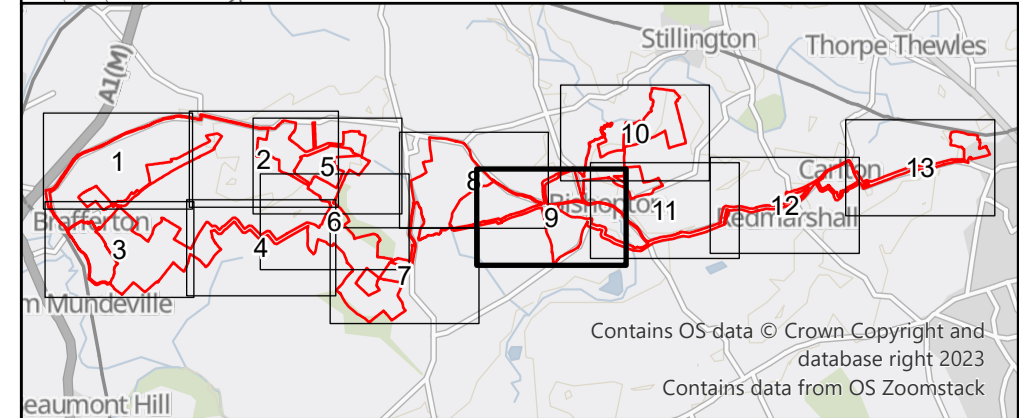 Stillington
Thorpe Thewles
A1(M)
10
1
2
5
Carlton
13
8
Bishopton
Brafferton
11
12
Redmarshall
9
6
3
4
7
m Mundeville
Contains OS data © Crown Copyright and
database right 2023
Contains data from OS Zoomstack
eaumont Hill